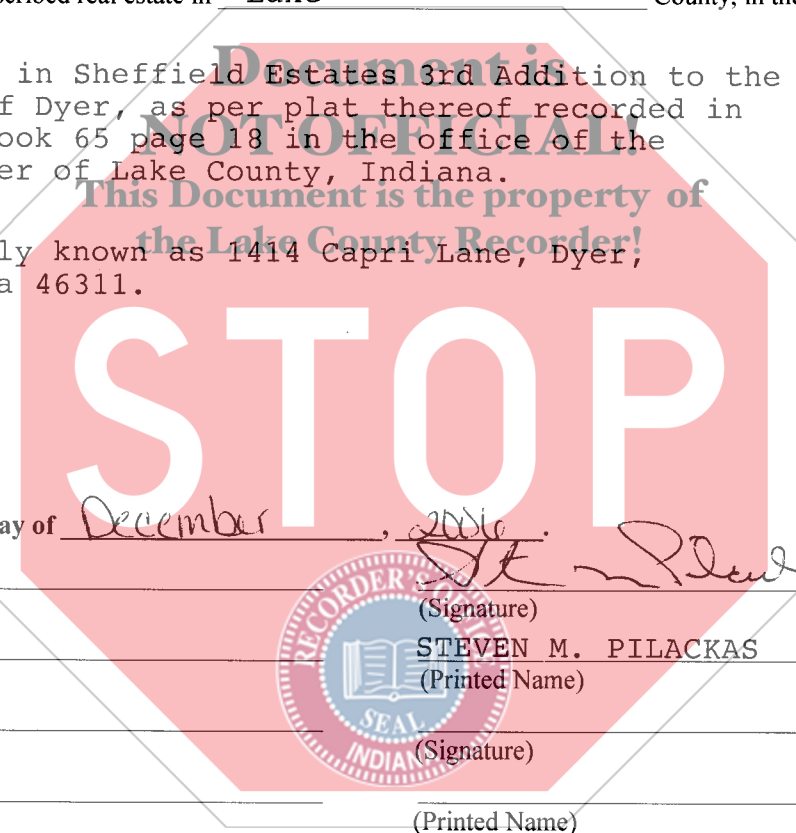 scribed real estate in Lake County, in the
Document is
in Sheffield Estates 3rd Addition to the
f Dyer, as per plat thereof recorded in
NOT OFFICIAL!
ook 65 page 18 in the office of the
er of Lake County, Indiana.
This Document is the property of
the Lake County Recorder!
ly known as 1414 Capri Lane, Dyer,
a 46311.
STOP
ay of December,
(Signature)
STEVEN M. PILACKAS
(Printed Name)
RECORDER'S OFFICE
SEAL
INDIANA
(Signature)
(Printed Name)